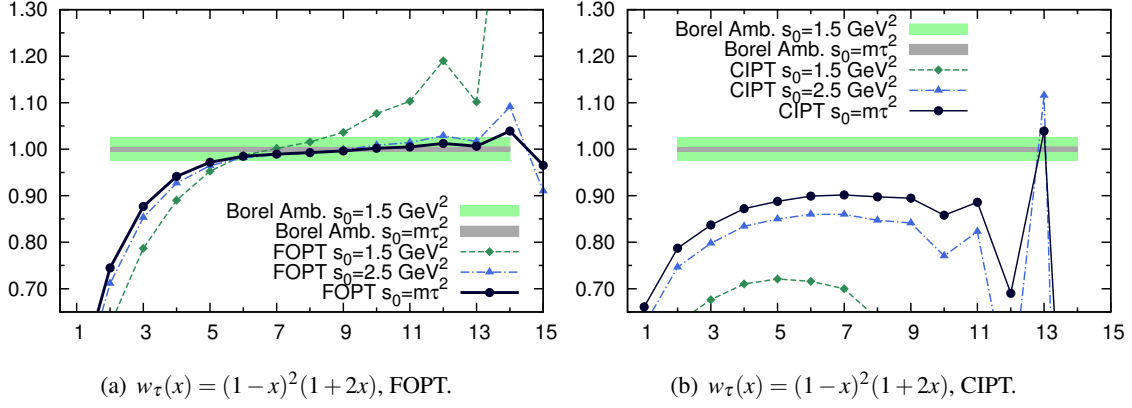 1.30
1.20
1.10
1.00
0.90
0.80
0.70
1 3 5 7 9 11 13 15
Borel Amb. s₀=1.5 GeV²
Borel Amb. s₀=mτ²
FOPT s₀=1.5 GeV²
FOPT s₀=2.5 GeV²
FOPT s₀=mτ²
(a) w_τ(x) = (1−x)²(1+2x), FOPT.
1.30
1.20
1.10
1.00
0.90
0.80
0.70
1 3 5 7 9 11 13 15
Borel Amb. s₀=1.5 GeV²
Borel Amb. s₀=mτ²
CIPT s₀=1.5 GeV²
CIPT s₀=2.5 GeV²
CIPT s₀=mτ²
(b) w_τ(x) = (1−x)²(1+2x), CIPT.